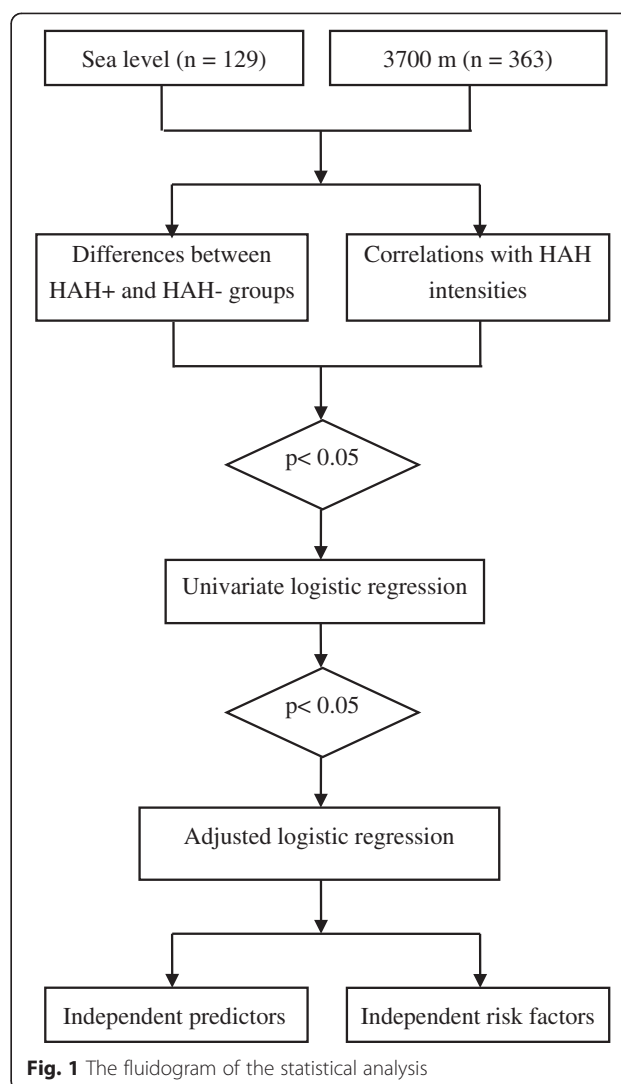 Sea level (n = 129)
3700 m (n = 363)
Differences between
HAH+ and HAH- groups
Correlations with HAH
intensities
p< 0.05
Univariate logistic regression
p< 0.05
Adjusted logistic regression
Independent predictors
Independent risk factors
Fig. 1 The fluidogram of the statistical analysis